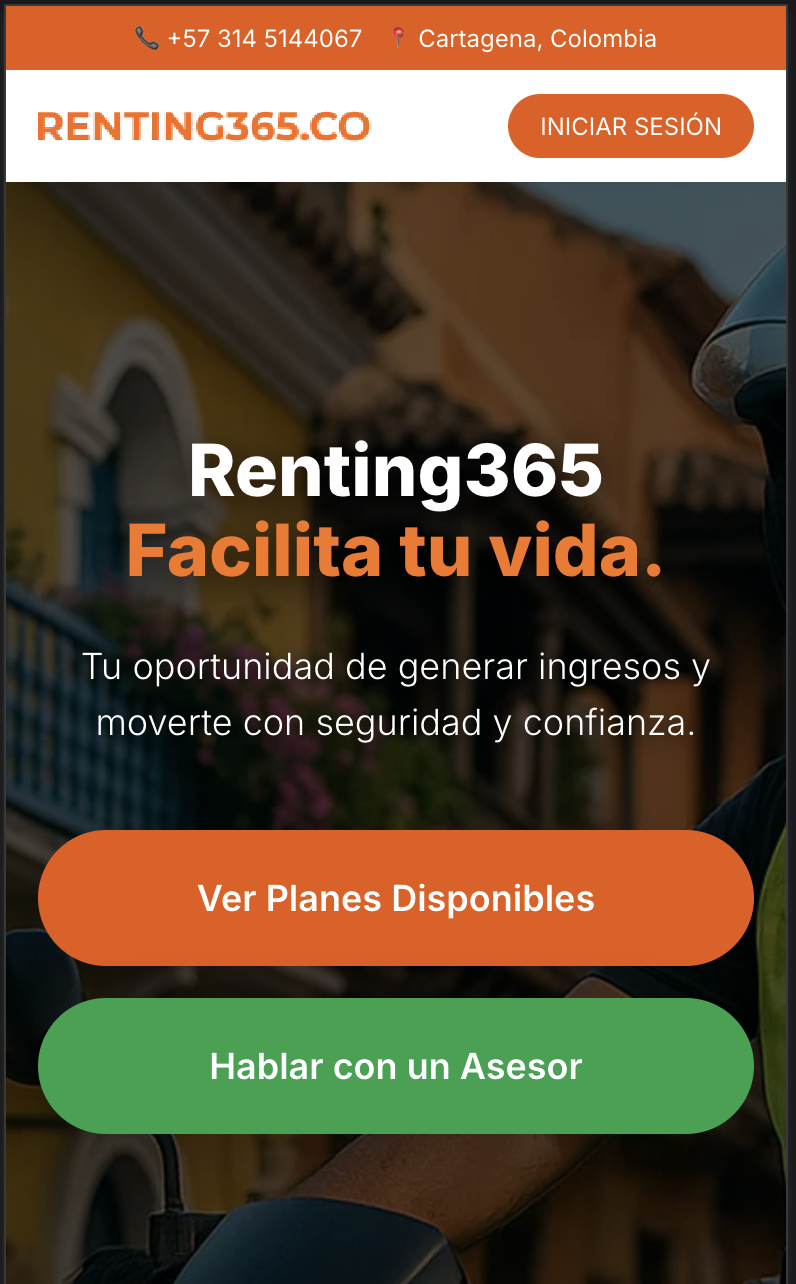 +57 314 5144067 Cartagena, Colombia
RENTING365.CO
INICIAR SESIÓN
Renting365
Facilita tu vida.
Tu oportunidad de generar ingresos y
moverte con seguridad y confianza.
Ver Planes Disponibles
Hablar con un Asesor